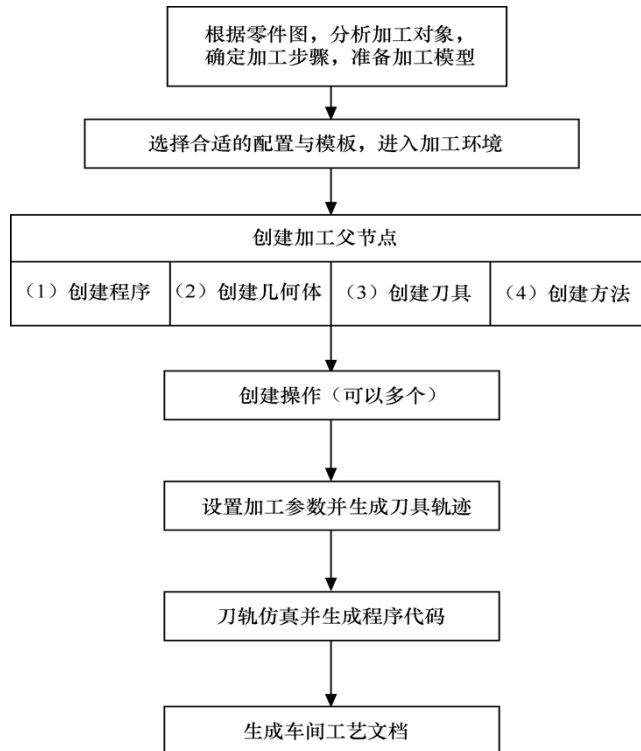 根据零件图，分析加工对象，
确定加工步骤，准备加工模型
选择合适的配置与模板，进入加工环境
创建加工父节点
（1）创建程序
（2）创建几何体
（3）创建刀具
（4）创建方法
创建操作（可以多个）
设置加工参数并生成刀具轨迹
刀轨仿真并生成程序代码
生成车间工艺文档